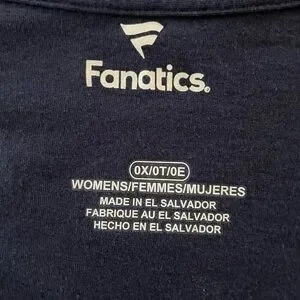 Fanatics.
0X/0T/0E
WOMENS/FEMMES/MUJERES
MADE IN EL SALVADOR
FABRIQUE AU EL SALVADOR
HECHO EN EL SALVADOR